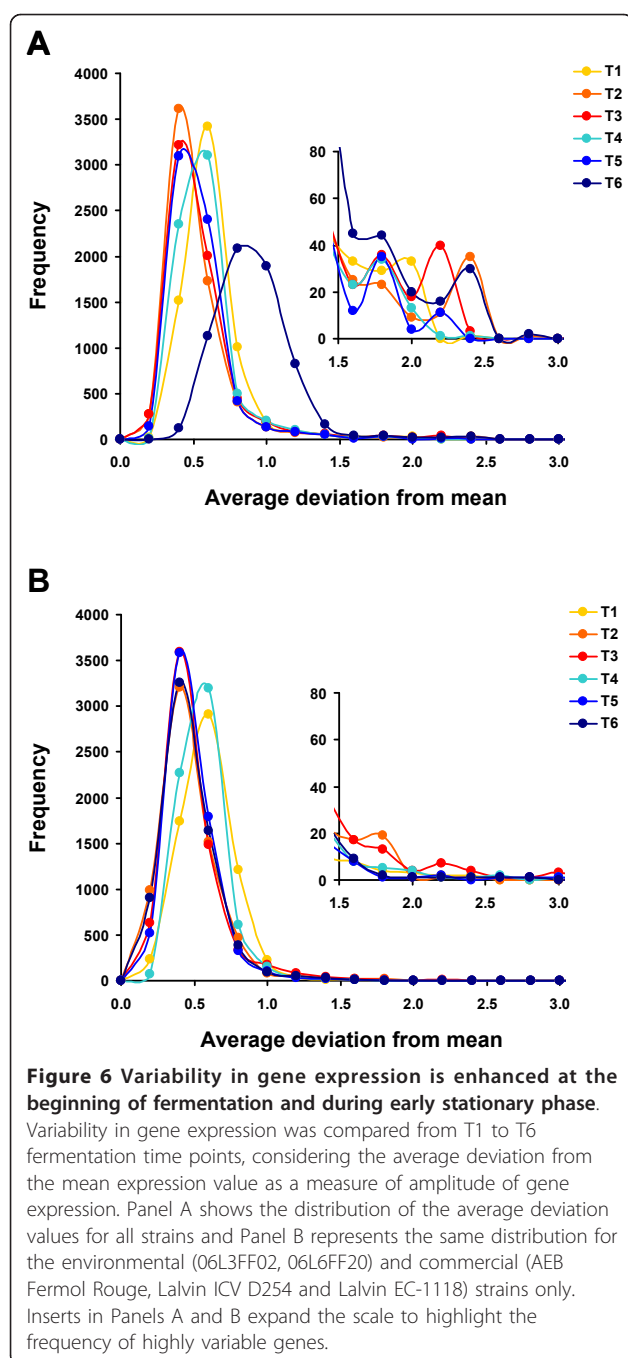 A
4000
3500
3000
2500
2000
1500
1000
500
0
Frequency
0.0 0.5 1.0 1.5 2.0 2.5 3.0
Average deviation from mean
80
60
40
20
0
1.5 2.0 2.5 3.0
T1
T2
T3
T4
T5
T6
B
4000
3500
3000
2500
2000
1500
1000
500
0
Frequency
0.0 0.5 1.0 1.5 2.0 2.5 3.0
Average deviation from mean
80
60
40
20
0
1.5 2.0 2.5 3.0
T1
T2
T3
T4
T5
T6
Figure 6 Variability in gene expression is enhanced at the
beginning of fermentation and during early stationary phase.
Variability in gene expression was compared from T1 to T6
fermentation time points, considering the average deviation from
the mean expression value as a measure of amplitude of gene
expression. Panel A shows the distribution of the average deviation
values for all strains and Panel B represents the same distribution for
the environmental (06L3FF02, 06L6FF20) and commercial (AEB
Fermol Rouge, Lalvin ICV D254 and Lalvin EC-1118) strains only.
Inserts in Panels A and B expand the scale to highlight the
frequency of highly variable genes.